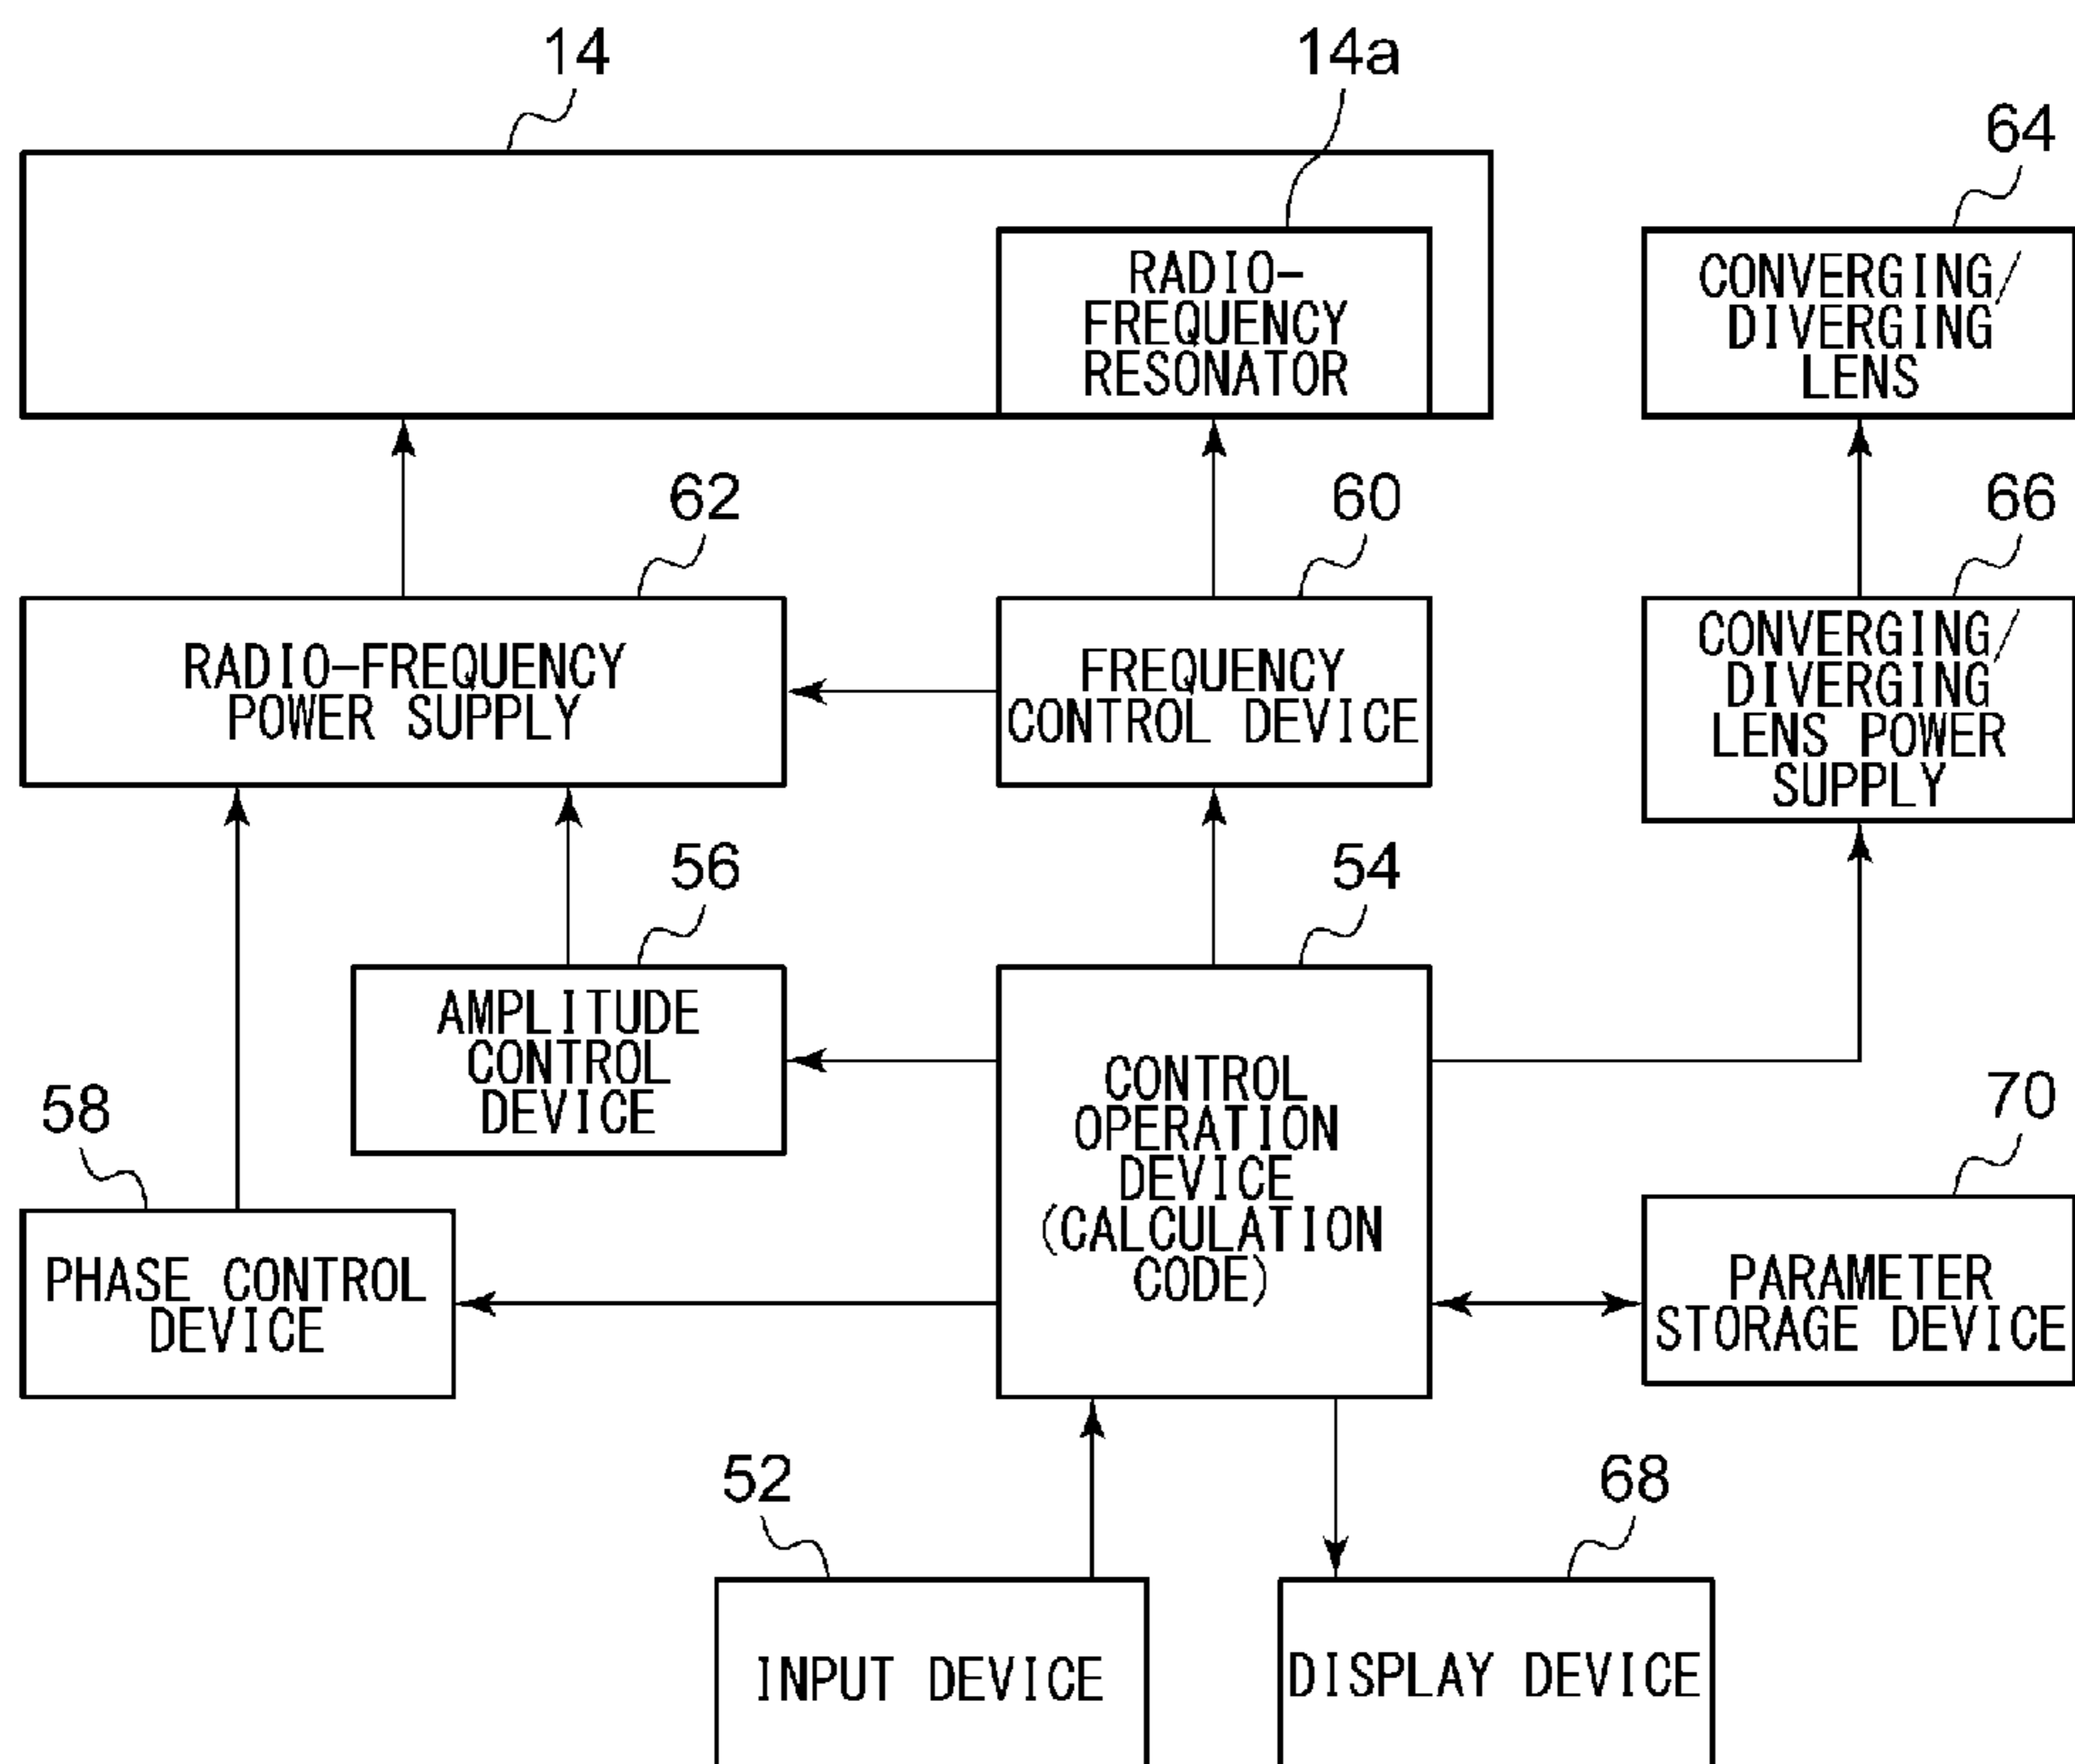 14
14a
64
RADIO-
FREQUENCY
RESONATOR
CONVERGING/
DIVERGING
LENS
62
60
66
RADIO-FREQUENCY
POWER SUPPLY
FREQUENCY
CONTROL DEVICE
CONVERGING/
DIVERGING
LENS POWER
SUPPLY
56
54
AMPLITUDE
CONTROL
DEVICE
CONTROL
OPERATION
DEVICE
(CALCULATION
CODE)
58
70
PHASE CONTROL
DEVICE
PARAMETER
STORAGE DEVICE
52
68
INPUT DEVICE
DISPLAY DEVICE